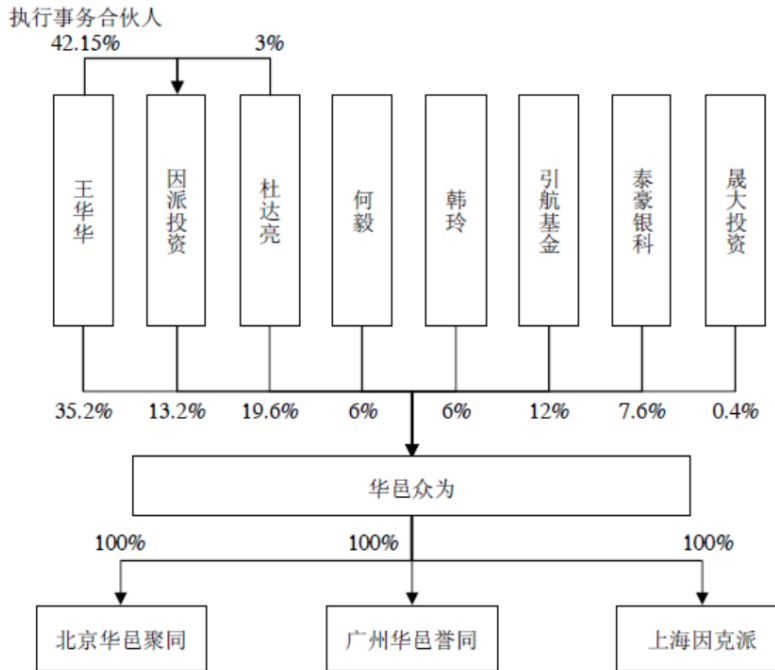 执行事务合伙人
42.15% 3%
王华华 因派投资 杜达亮 何毅 韩玲 引航基金 泰豪银科 晟大投资
35.2% 13.2% 19.6% 6% 6% 12% 7.6% 0.4%
华邑众为
100% 100% 100%
北京华邑聚同 广州华邑誉同 上海因克派